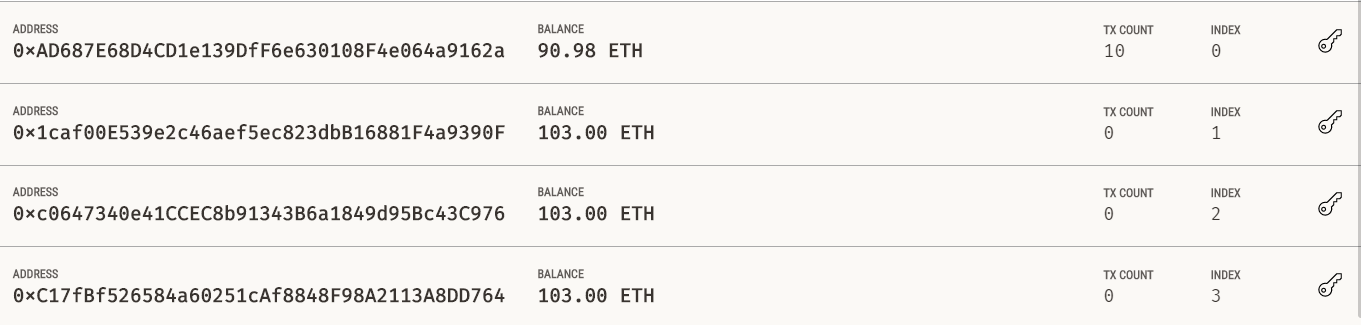 ADDRESS BALANCE TX COUNT INDEX
0×AD687E68D4CD1e139DfF6e630108F4e064a9162a 90.98 ETH 10 0
ADDRESS BALANCE TX COUNT INDEX
0×1caf00E539e2c46aef5ec823dbB16881F4a9390F 103.00 ETH 0 1
ADDRESS BALANCE TX COUNT INDEX
0×c0647340e41CCEC8b91343B6a1849d95Bc43C976 103.00 ETH 0 2
ADDRESS BALANCE TX COUNT INDEX
0×C17fBf526584a60251cAf8848F98A2113A8DD764 103.00 ETH 0 3